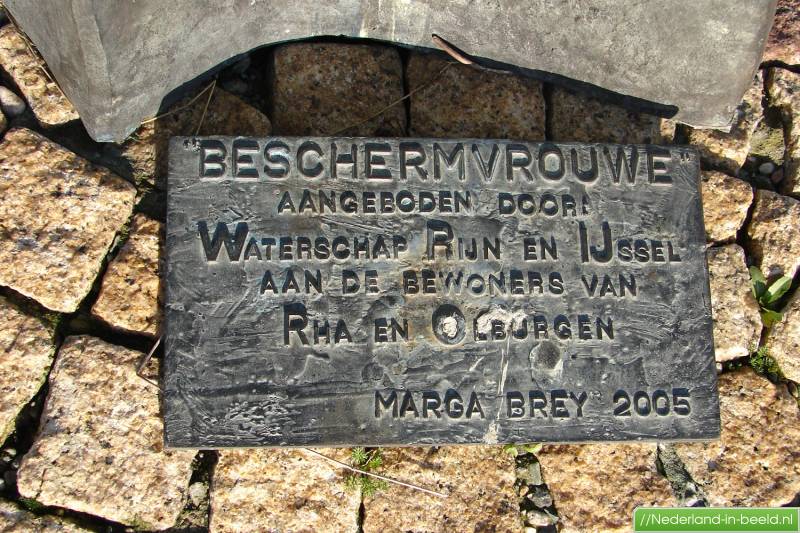 "BESCHERMVROUWE"
AANGEBODEN DOOR:
WATERSCHAP RIJN EN IJSSEL
AAN DE BEWONERS VAN
RHA EN OLBURGEN
MARGA BREY 2005
//Nederland-in-beeld.nl